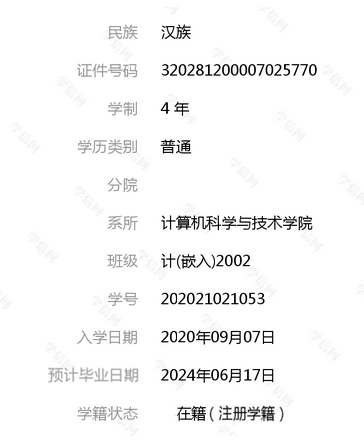 民族 汉族
证件号码 320281200007025770
学制 4 年
学历类别 普通
分院
系所 计算机科学与技术学院
班级 计(嵌入)2002
学号 202021021053
入学日期 2020年09月07日
预计毕业日期 2024年06月17日
学籍状态 在籍 ( 注册学籍 )
学信网